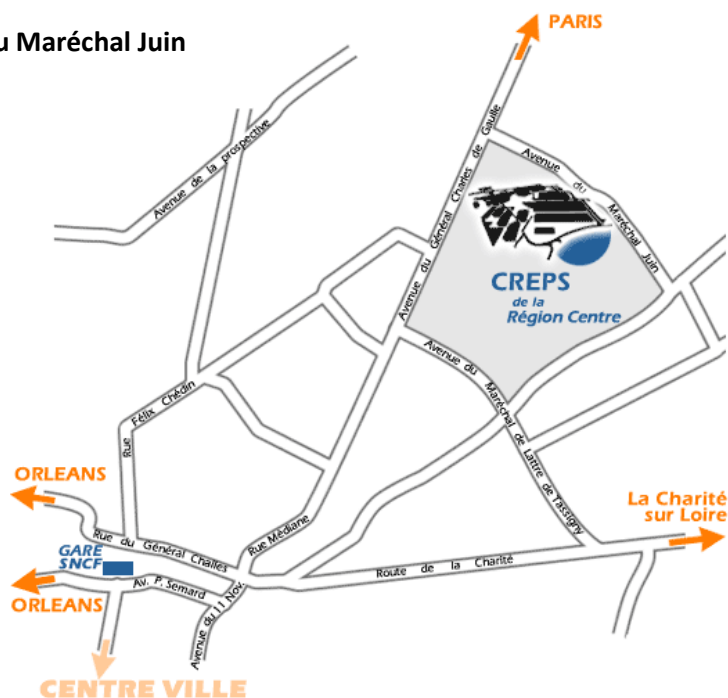 u Maréchal Juin
PARIS
Avenue de la prospective
Avenue du Général Charles de Gaulle
Avenue du Maréchal Juin
CREPS
de la
Région Centre
Avenue du Maréchal de Lattre de Tassigny
Rue Félix Chédin
ORLEANS
La Charité
sur Loire
Rue du Général Challes
Rue Médiane
GARE
SNCF
Route de la Charité
Av. P. Semard
ORLEANS
Avenue du 11 Nov.
CENTRE VILLE